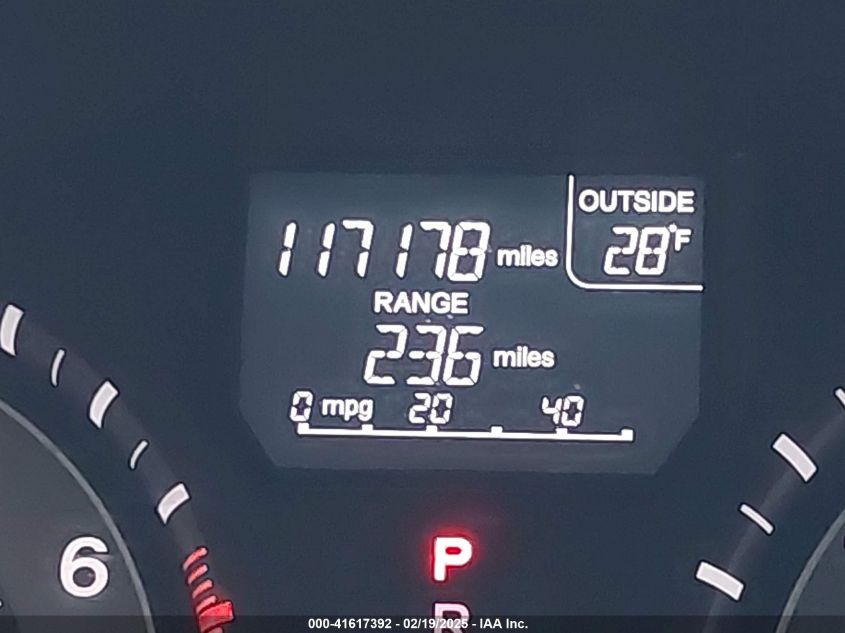 OUTSIDE
28°F
117178 miles
RANGE
236 miles
0 mpg 20 40
6
P
R
000-41617392 - 02/19/2025 - IAA Inc.